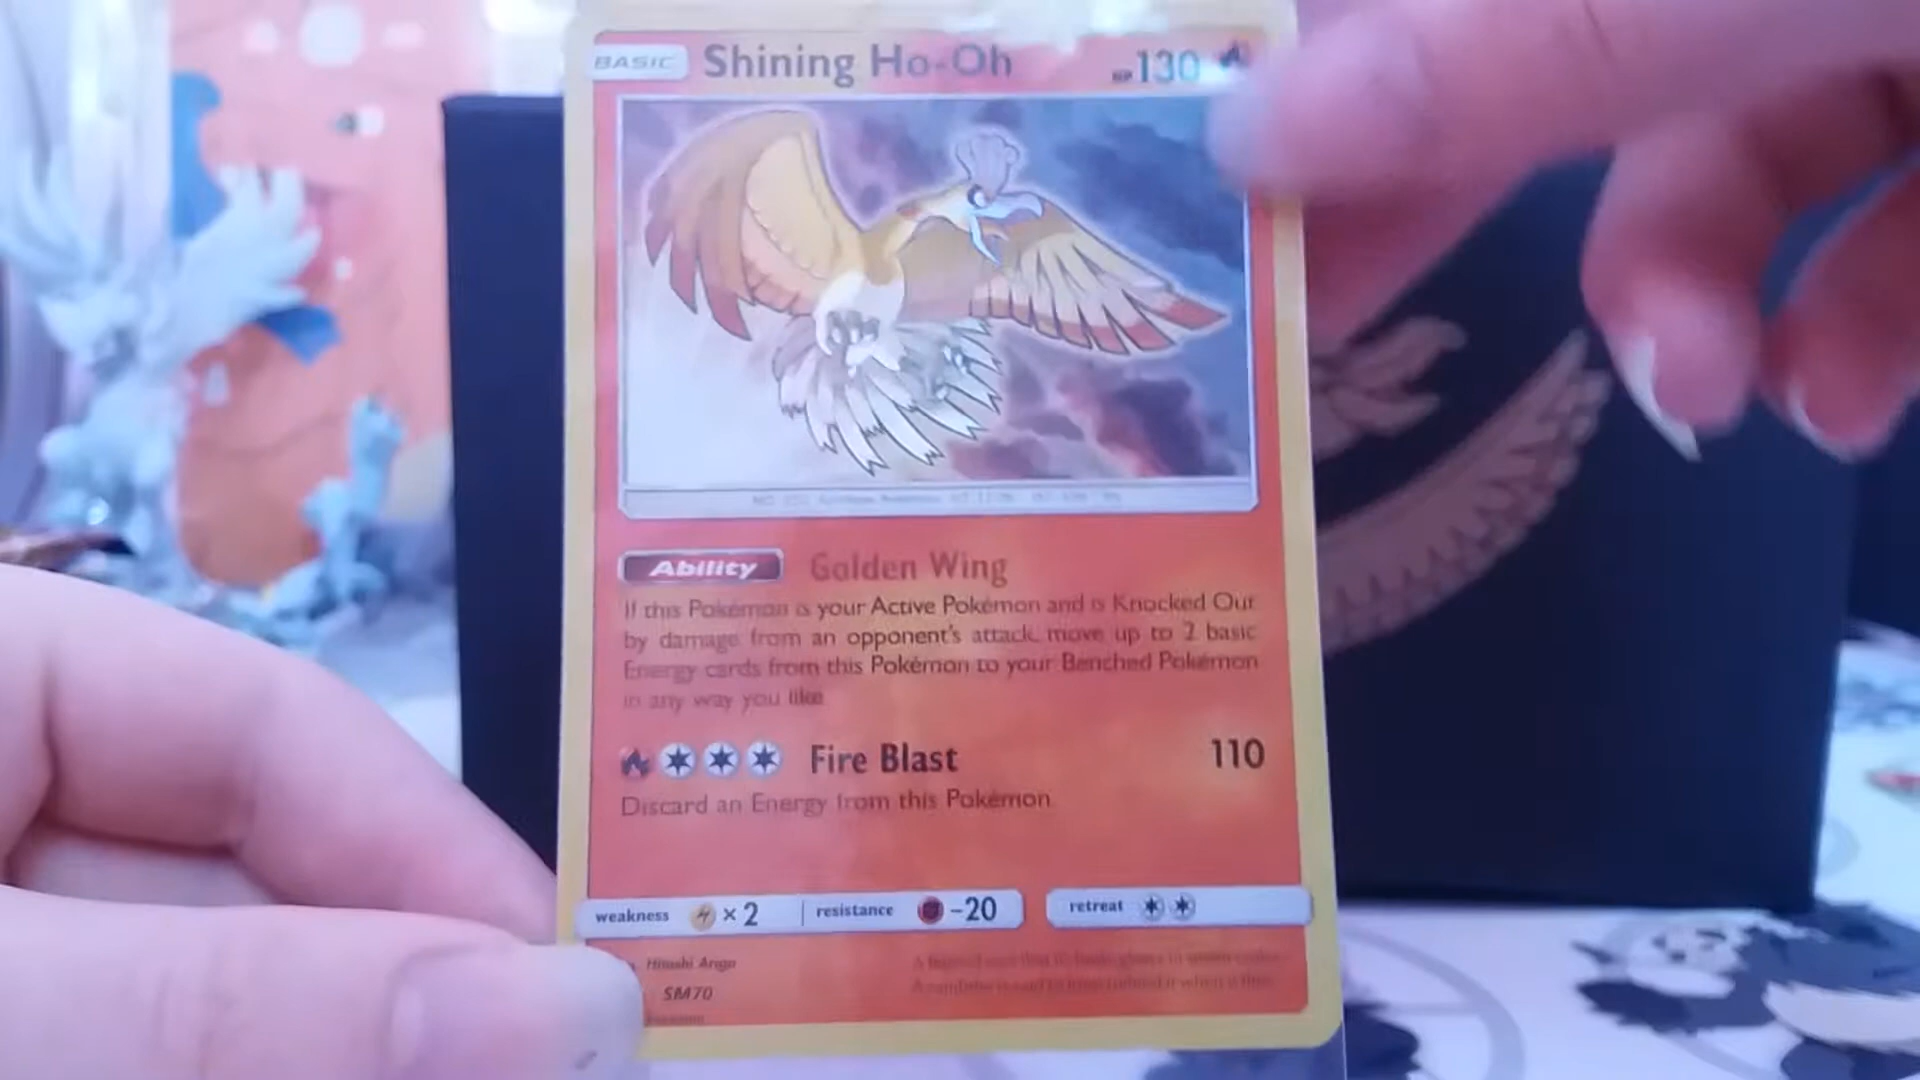 BASIC Shining Ho-Oh HP 130
Ability Golden Wing
If this Pokémon is your Active Pokémon and is Knocked Out
by damage from an opponent's attack, move up to 2 basic
Energy cards from this Pokémon to your Benched Pokémon
in any way you like.
Fire Blast 110
Discard an Energy from this Pokémon.
weakness ×2 resistance -20 retreat
SM70